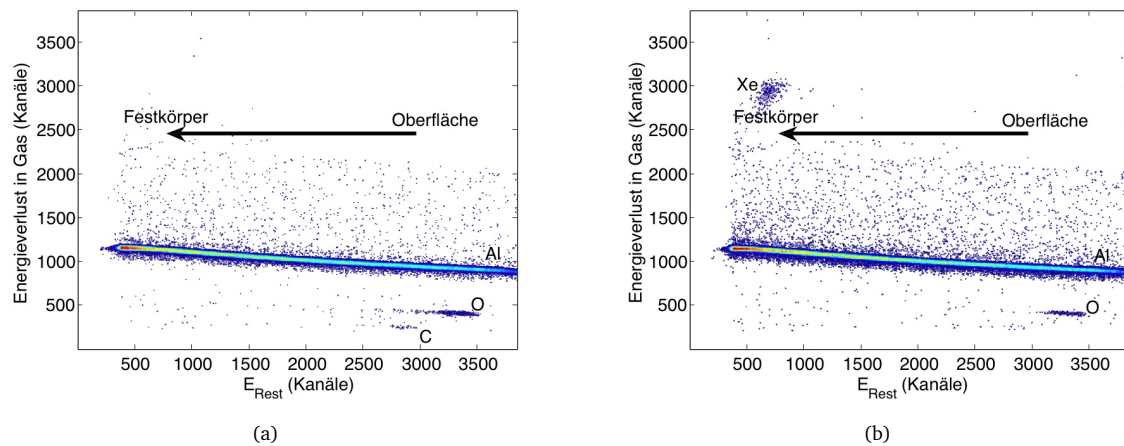 3500
3000
2500
2000
1500
1000
500
Energieverlust in Gas (Kanäle)
Festkörper
Oberfläche
Al
O
C
500 1000 1500 2000 2500 3000 3500
E_Rest (Kanäle)
(a)
3500
3000
2500
2000
1500
1000
500
Energieverlust in Gas (Kanäle)
Xe
Festkörper
Oberfläche
Al
O
500 1000 1500 2000 2500 3000 3500
E_Rest (Kanäle)
(b)